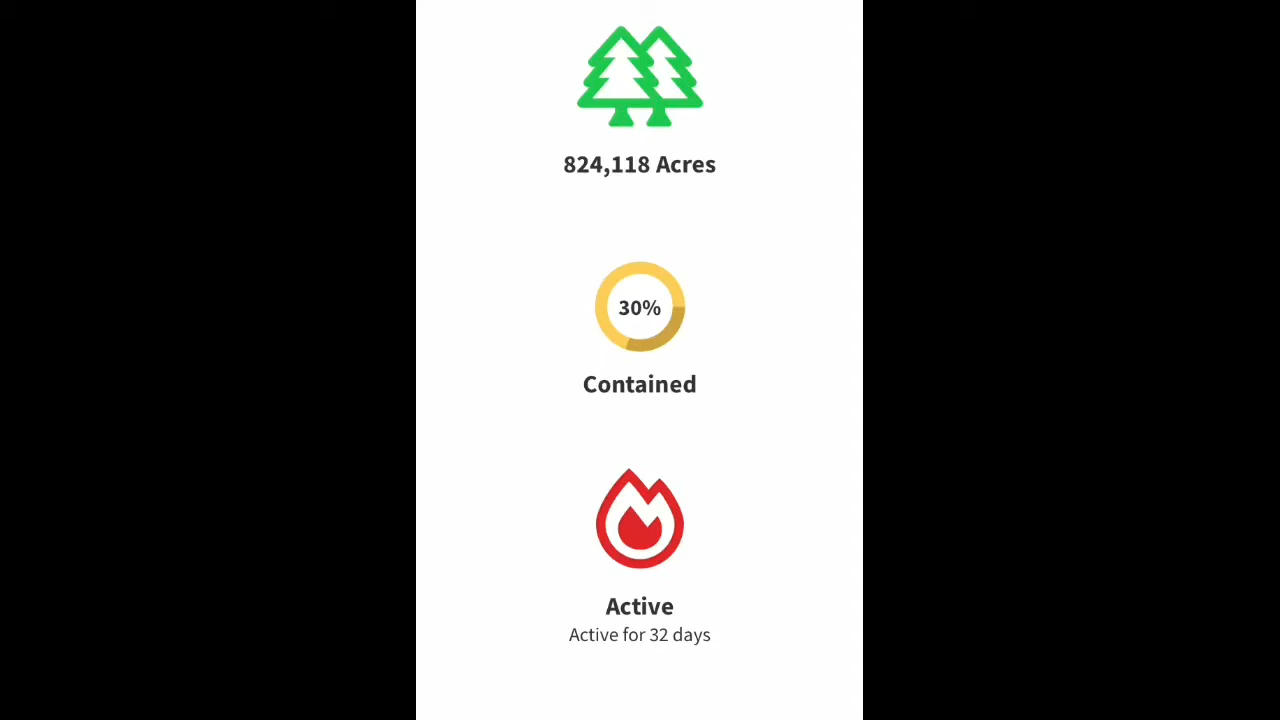 824,118 Acres
30%
Contained
Active
Active for 32 days